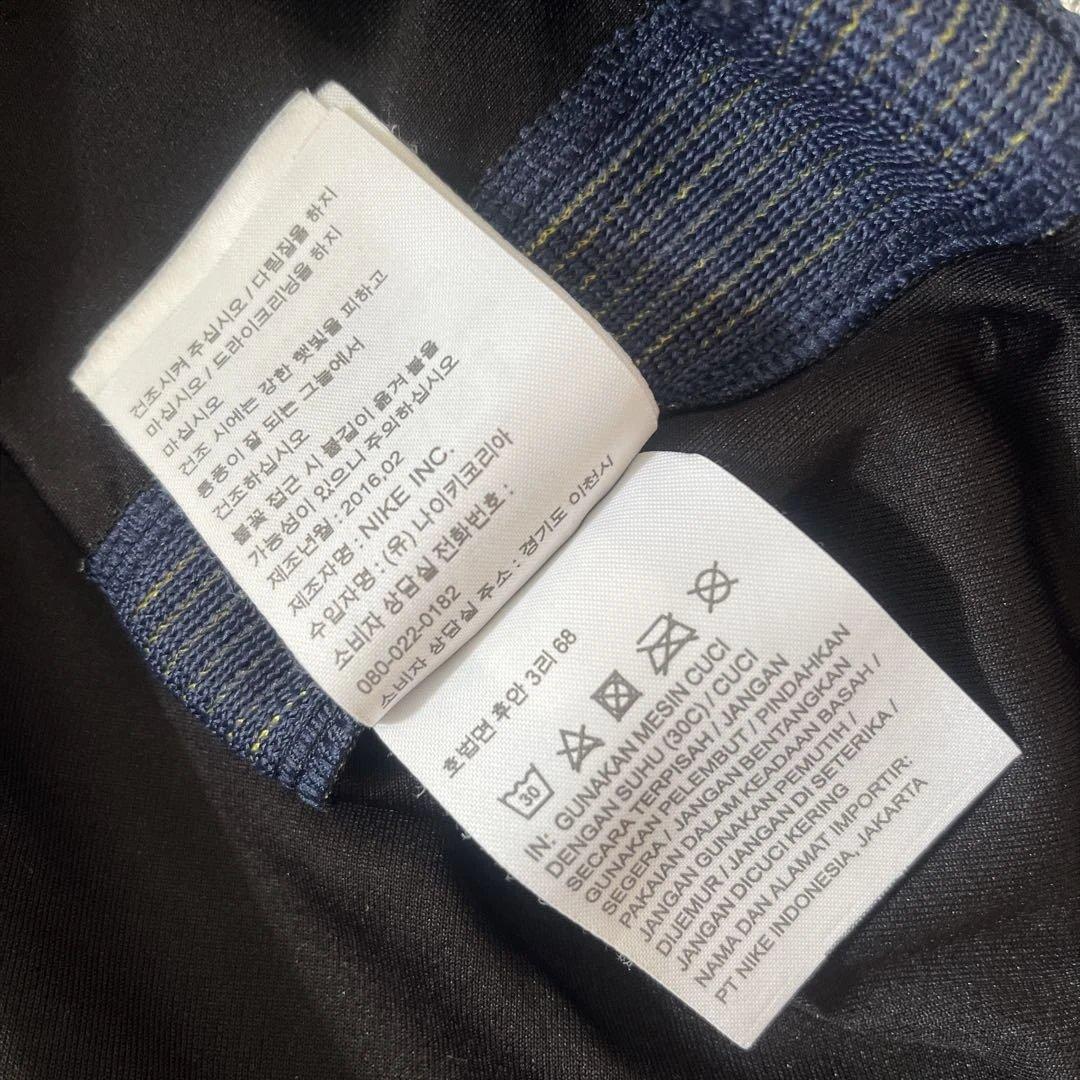 건조시켜 주십시오 / 다림질을 하지
마십시오 / 드라이크리닝을 하지
마십시오
건조 시에는 강한 햇빛을 피하고
통풍이 잘 되는 그늘에서
건조하십시오
불꽃 접근 시 불길이 옮겨 붙을
가능성이 있으니 주의하십시오
제조년월 : 2016.02
제조자명 : NIKE INC.
수입자명 : (유) 나이키코리아
소비자 상담실 전화번호 :
080-022-0182
소비자 상담실 주소 : 경기도 이천시
호법면 후안 3리 68
30
IN: GUNAKAN MESIN CUCI
DENGAN SUHU (30C) / CUCI
SECARA TERPISAH / JANGAN
GUNAKAN PELEMBUT / PINDAHKAN
SEGERA / JANGAN BENTANGKAN
PAKAIAN DALAM KEADAAN BASAH /
JANGAN GUNAKAN PEMUTIH /
DIJEMUR / JANGAN DI SETERIKA /
JANGAN DICUCI KERING
NAMA DAN ALAMAT IMPORTIR:
PT NIKE INDONESIA, JAKARTA